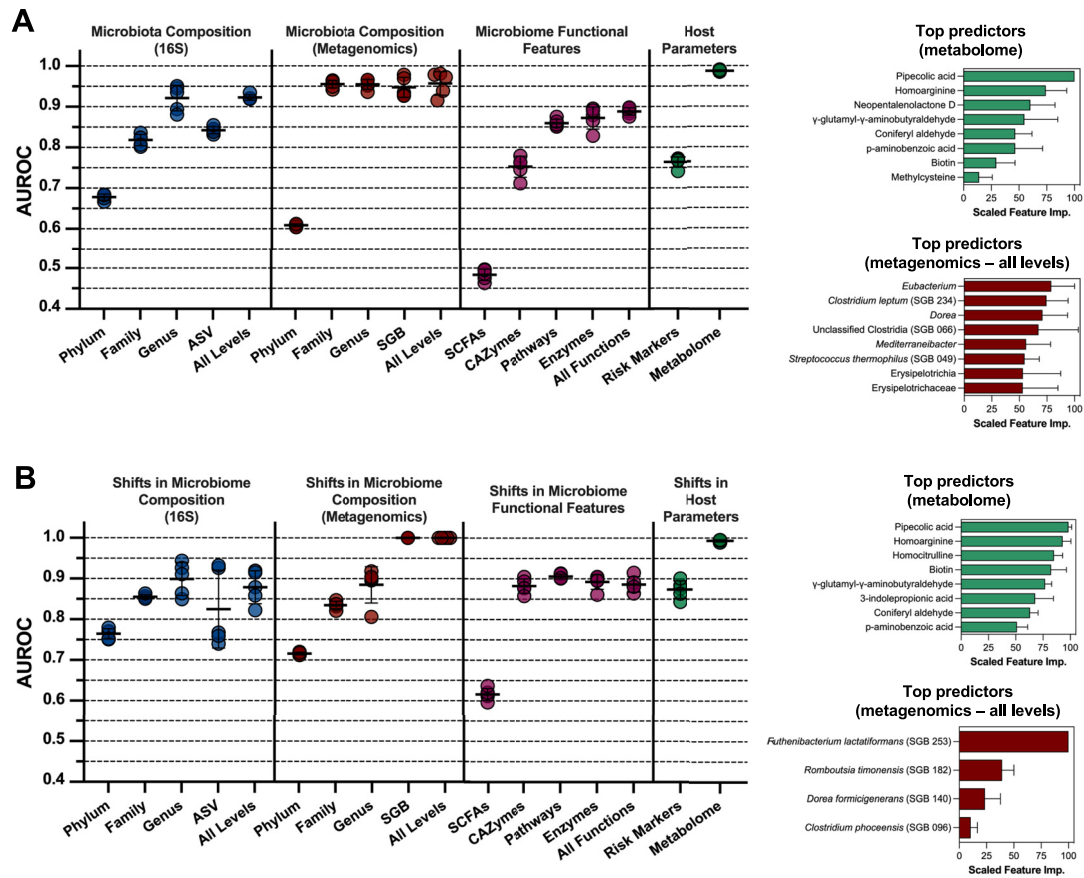 A
Microbiota Composition
(16S)
Microbiota Composition
(Metagenomics)
Microbiome Functional
Features
Host
Parameters
AUROC
1.0
0.9
0.8
0.7
0.6
0.5
0.4
Phylum
Family
Genus
ASV
All Levels
Phylum
Family
Genus
SGB
All Levels
SCFAs
CAZymes
Pathways
Enzymes
All Functions
Risk Markers
Metabolome
Top predictors
(metabolome)
Pipecolic acid
Homoarginine
Neopentalenolactone D
γ-glutamyl-γ-aminobutyraldehyde
Coniferyl aldehyde
p-aminobenzoic acid
Biotin
Methylcysteine
0 25 50 75 100
Scaled Feature Imp.
Top predictors
(metagenomics – all levels)
Eubacterium
Clostridium leptum (SGB 234)
Dorea
Unclassified Clostridia (SGB 066)
Mediterraneibacter
Streptococcus thermophilus (SGB 049)
Erysipelotrichia
Erysipelotrichaceae
0 25 50 75 100
Scaled Feature Imp.
B
Shifts in Microbiome
Composition
(16S)
Shifts in Microbiome
Composition
(Metagenomics)
Shifts in Microbiome
Functional Features
Shifts in
Host
Parameters
AUROC
1.0
0.9
0.8
0.7
0.6
0.5
0.4
Phylum
Family
Genus
ASV
All Levels
Phylum
Family
Genus
SGB
All Levels
SCFAs
CAZymes
Pathways
Enzymes
All Functions
Risk Markers
Metabolome
Top predictors
(metabolome)
Pipecolic acid
Homoarginine
Homocitrulline
Biotin
γ-glutamyl-γ-aminobutyraldehyde
3-indolepropionic acid
Coniferyl aldehyde
p-aminobenzoic acid
0 25 50 75 100
Scaled Feature Imp.
Top predictors
(metagenomics – all levels)
Ruthenibacterium lactatiformans (SGB 253)
Romboutsia timonensis (SGB 182)
Dorea formicigenerans (SGB 140)
Clostridium phoceensis (SGB 096)
0 25 50 75 100
Scaled Feature Imp.